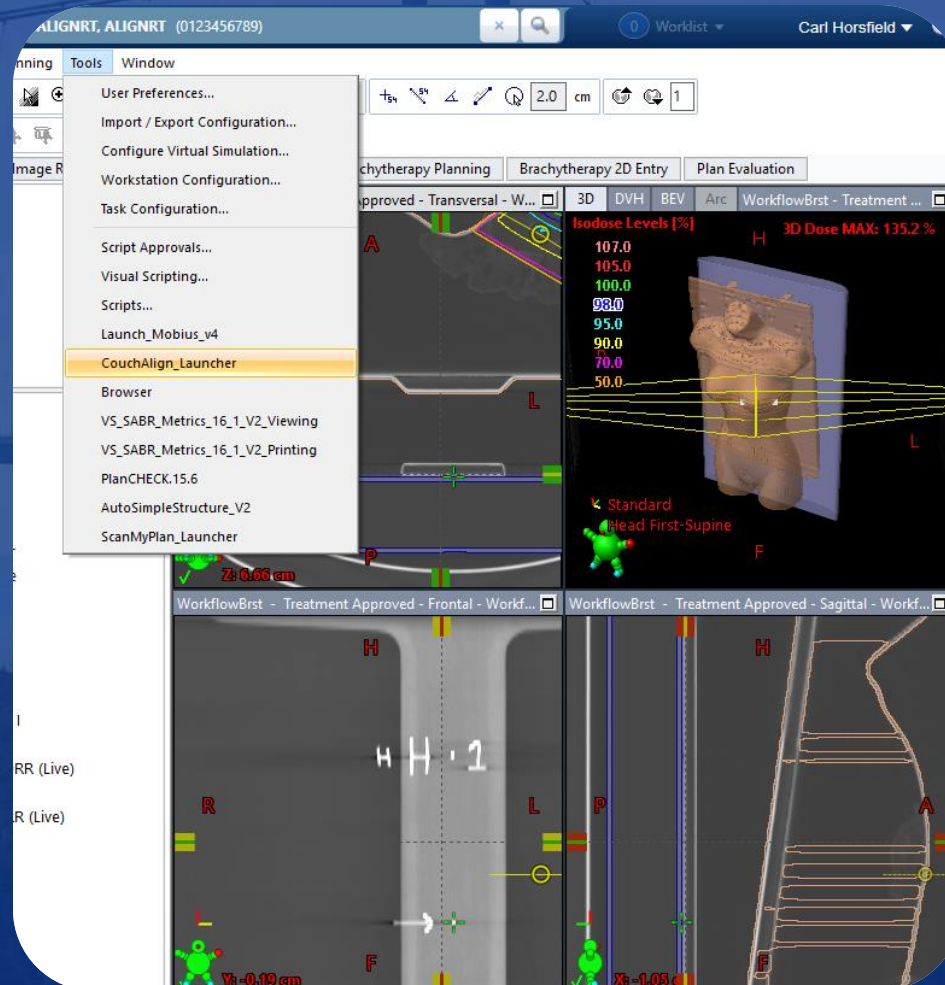 ALIGNRT, ALIGNRT (0123456789)
0 Worklist
Carl Horsfield
Tools Window
2.0 cm
1
User Preferences...
Import / Export Configuration...
Configure Virtual Simulation...
Workstation Configuration...
Task Configuration...
Script Approvals...
Visual Scripting...
Scripts...
Launch_Mobius_v4
CouchAlign_Launcher
Browser
VS_SABR_Metrics_16_1_V2_Viewing
VS_SABR_Metrics_16_1_V2_Printing
PlanCHECK.15.6
AutoSimpleStructure_V2
ScanMyPlan_Launcher
Image R
chytherapy Planning
Brachytherapy 2D Entry
Plan Evaluation
pproved - Transversal - W...
A
L
P
Z: 6.66 cm
3D DVH BEV Arc WorkflowBrst - Treatment ...
Isodose Levels [%]
107.0
105.0
100.0
98.0
95.0
90.0
70.0
50.0
3D Dose MAX: 135.2 %
H
L
F
Standard
Head First-Supine
WorkflowBrst - Treatment Approved - Frontal - Workf...
H
H H · 1
R
L
F
Y: -0.19 cm
WorkflowBrst - Treatment Approved - Sagittal - Workf...
H
P
A
F
X: -1.05
RR (Live)
R (Live)